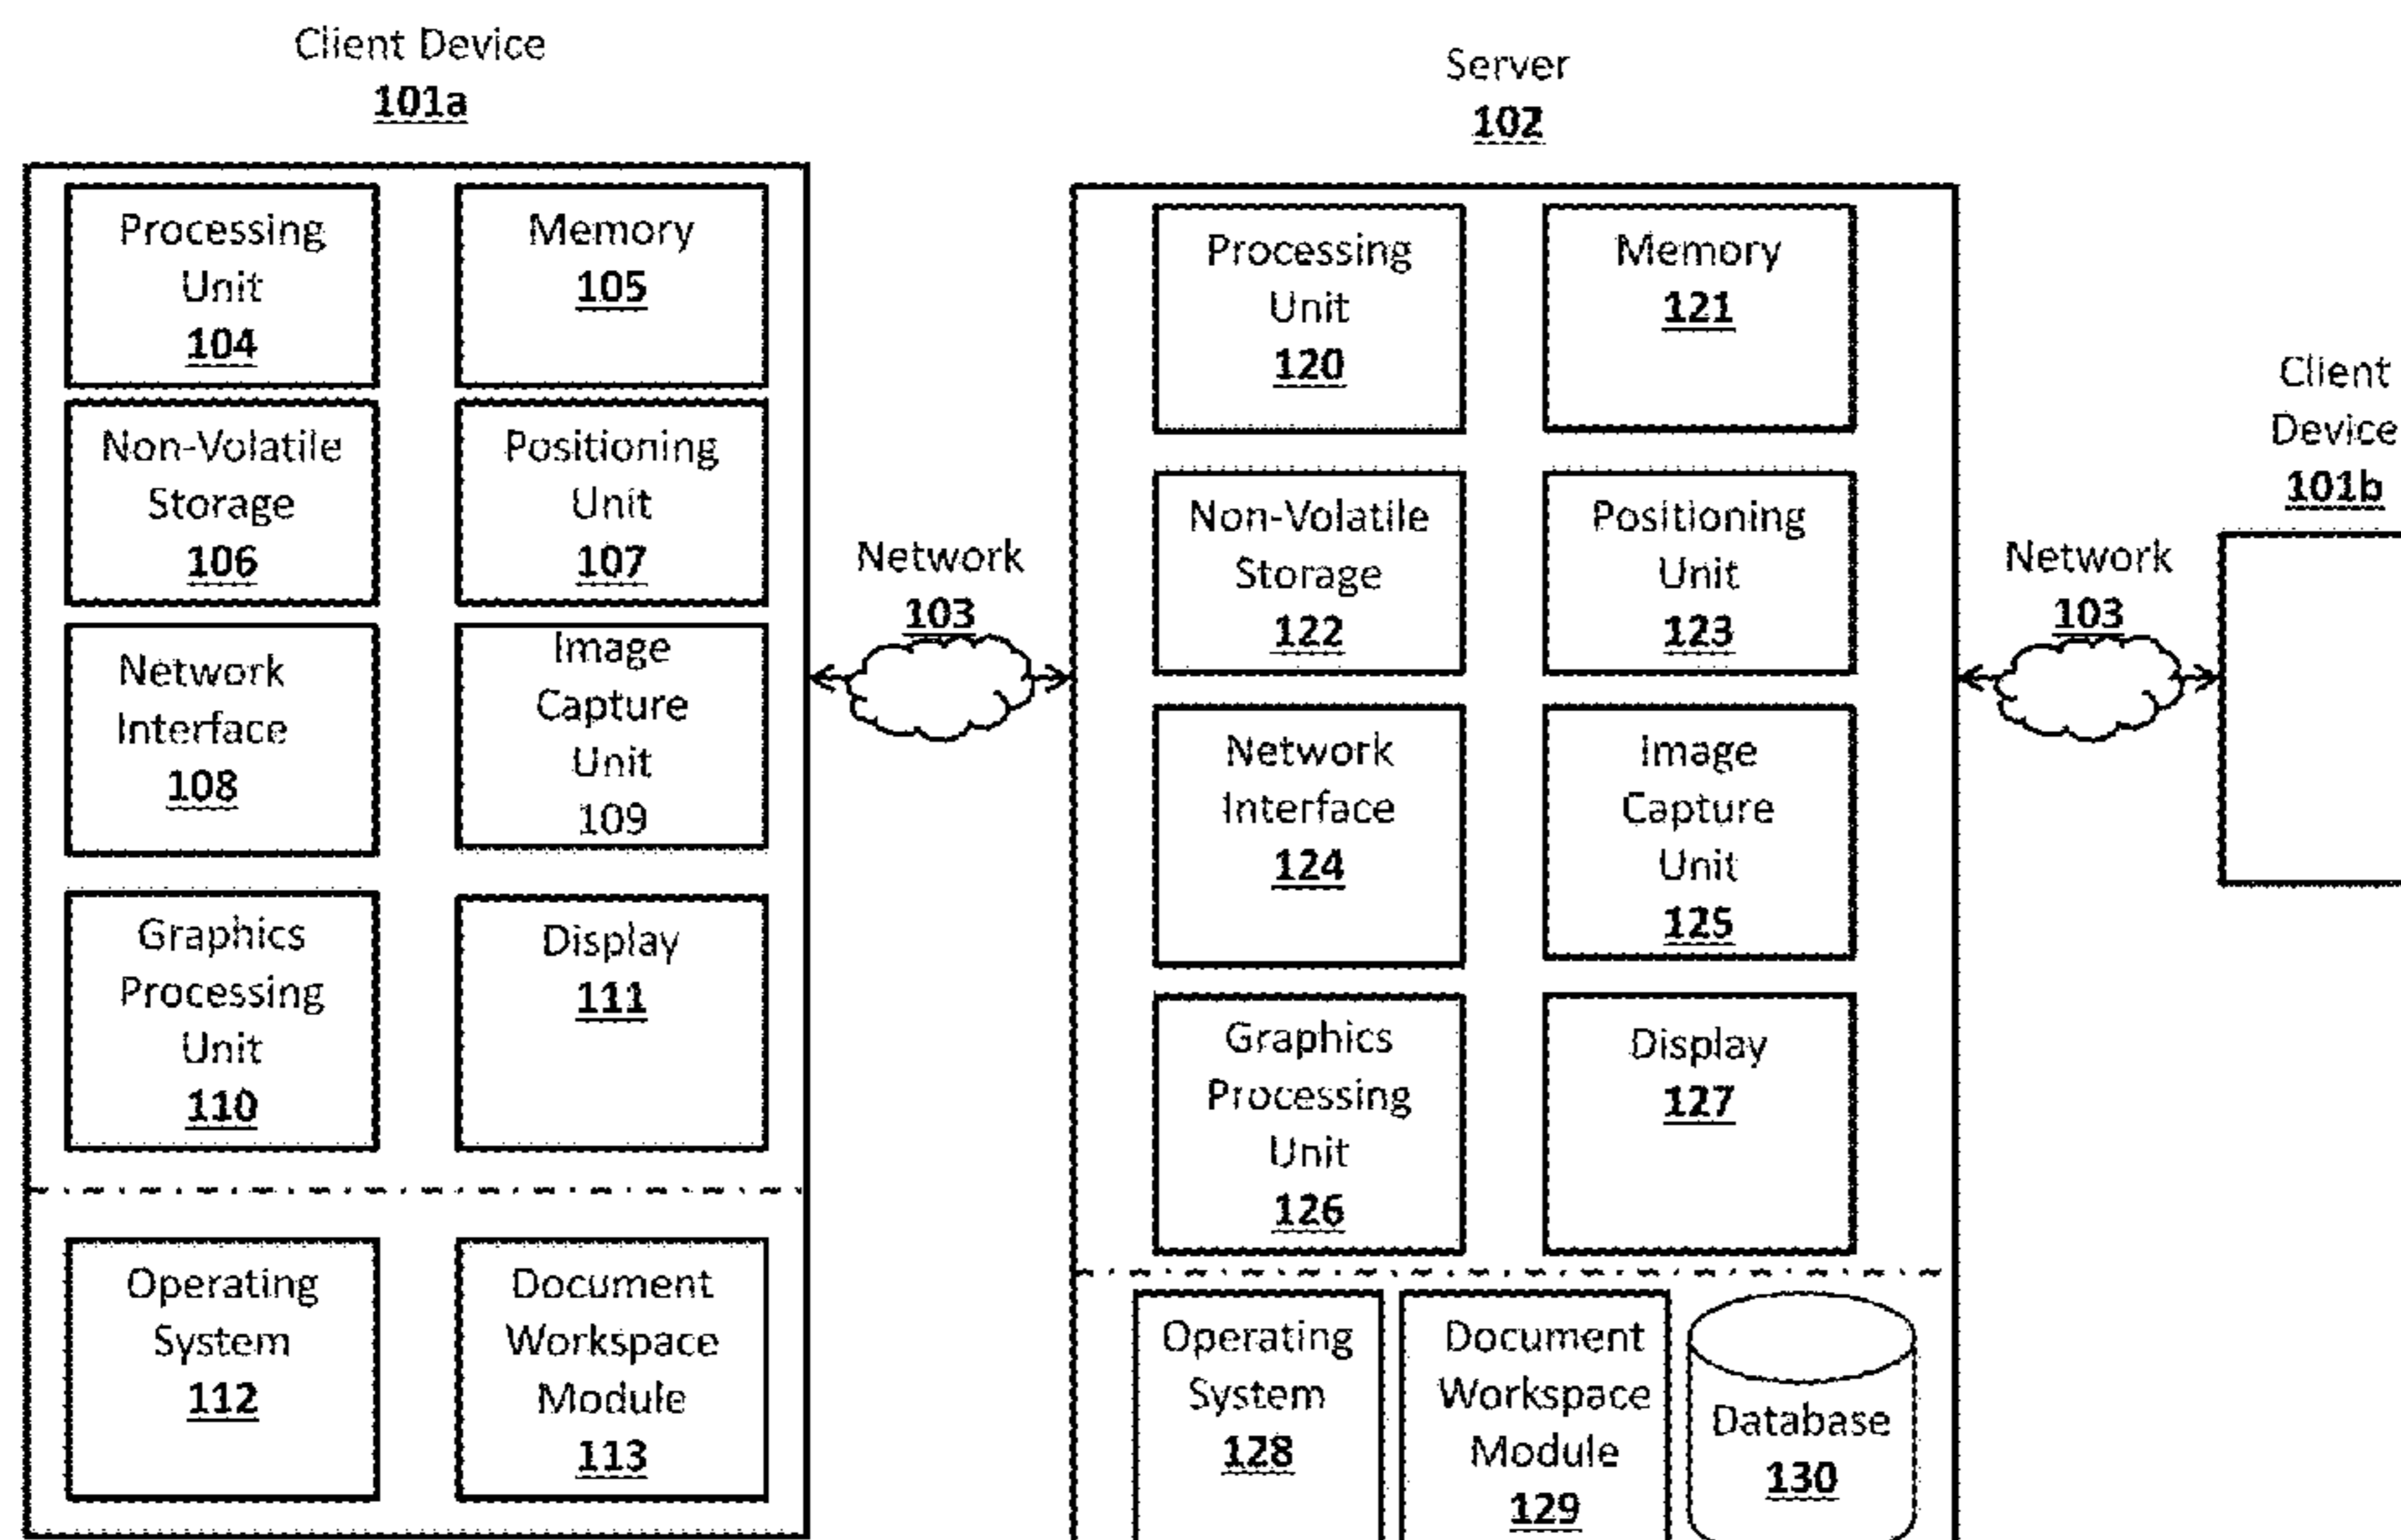 Client Device
101a
Processing
Unit
104
Memory
105
Non-Volatile
Storage
106
Positioning
Unit
107
Network
Interface
108
Image
Capture
Unit
109
Graphics
Processing
Unit
110
Display
111
Operating
System
112
Document
Workspace
Module
113
Network
103
Server
102
Processing
Unit
120
Memory
121
Non-Volatile
Storage
122
Positioning
Unit
123
Network
Interface
124
Image
Capture
Unit
125
Graphics
Processing
Unit
126
Display
127
Operating
System
128
Document
Workspace
Module
129
Database
130
Network
103
Client
Device
101b